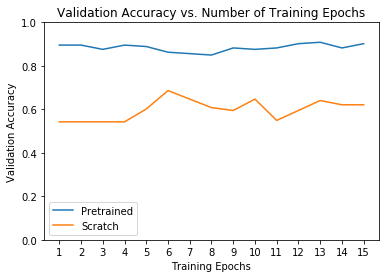 Validation Accuracy vs. Number of Training Epochs
1.0
0.8
0.6
0.4
0.2
0.0
Validation Accuracy
Pretrained
Scratch
1 2 3 4 5 6 7 8 9 10 11 12 13 14 15
Training Epochs